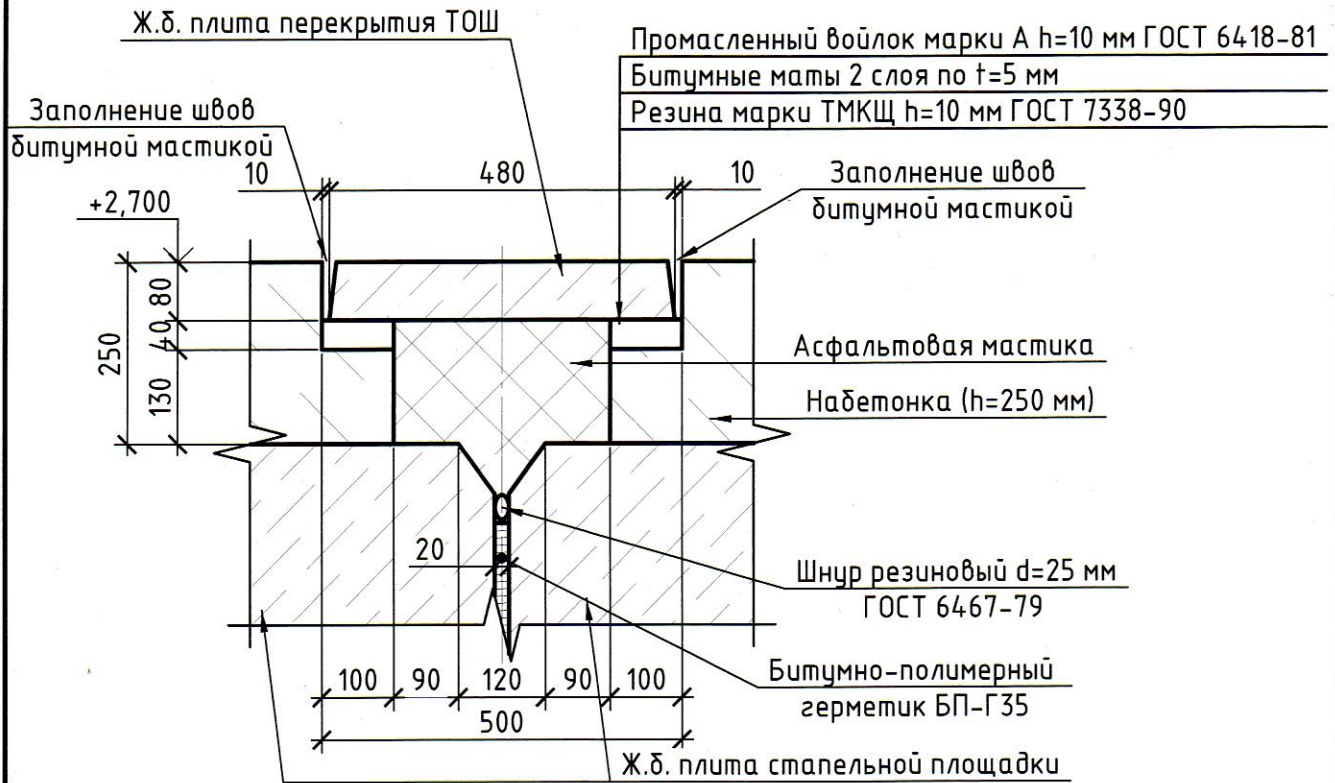 Ж.б. плита перекрытия ТОШ
Промасленный войлок марки А h=10 мм ГОСТ 6418-81
Битумные маты 2 слоя по t=5 мм
Резина марки ТМКЩ h=10 мм ГОСТ 7338-90
Заполнение швов
битумной мастикой
10
480
10
Заполнение швов
битумной мастикой
+2,700
80
40
250
130
Асфальтовая мастика
Набетонка (h=250 мм)
20
Шнур резиновый d=25 мм
ГОСТ 6467-79
Битумно-полимерный
герметик БП-Г35
100
90
120
90
100
500
Ж.б. плита стапельной площадки